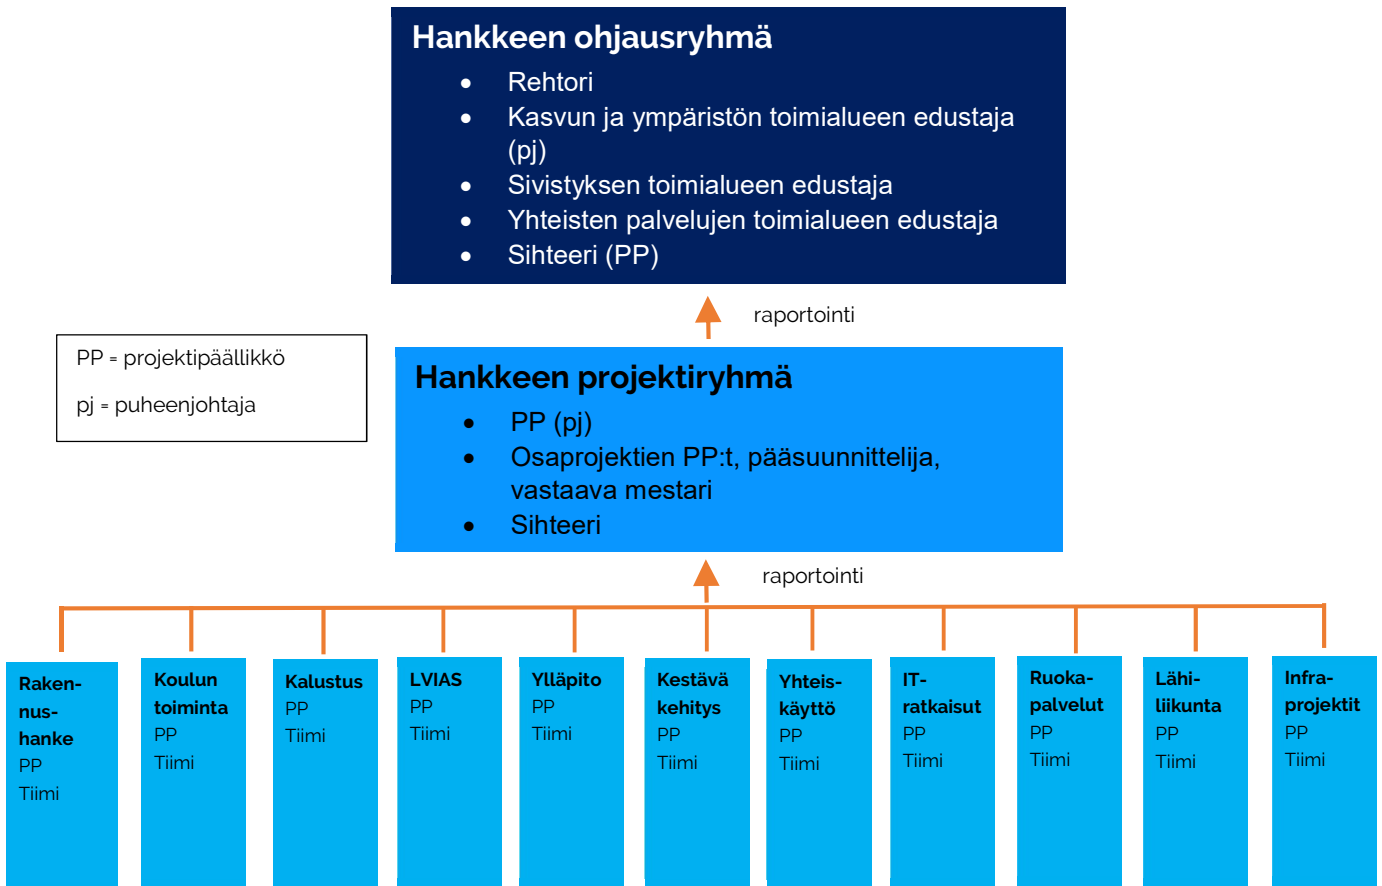 Hankkeen ohjausryhmä
• Rehtori
• Kasvun ja ympäristön toimialueen edustaja
(pj)
• Sivistyksen toimialueen edustaja
• Yhteisten palvelujen toimialueen edustaja
• Sihteeri (PP)
raportointi
PP = projektipäällikkö
pj = puheenjohtaja
Hankkeen projektiryhmä
• PP (pj)
• Osaprojektien PP:t, pääsuunnittelija,
vastaava mestari
• Sihteeri
raportointi
Raken-
nus-
hanke
PP
Tiimi
Koulun
toiminta
PP
Tiimi
Kalustus
PP
Tiimi
LVIAS
PP
Tiimi
Ylläpito
PP
Tiimi
Kestävä
kehitys
PP
Tiimi
Yhteis-
käyttö
PP
Tiimi
IT-
ratkaisut
PP
Tiimi
Ruoka-
palvelut
PP
Tiimi
Lähi-
liikunta
PP
Tiimi
Infra-
projektit
PP
Tiimi